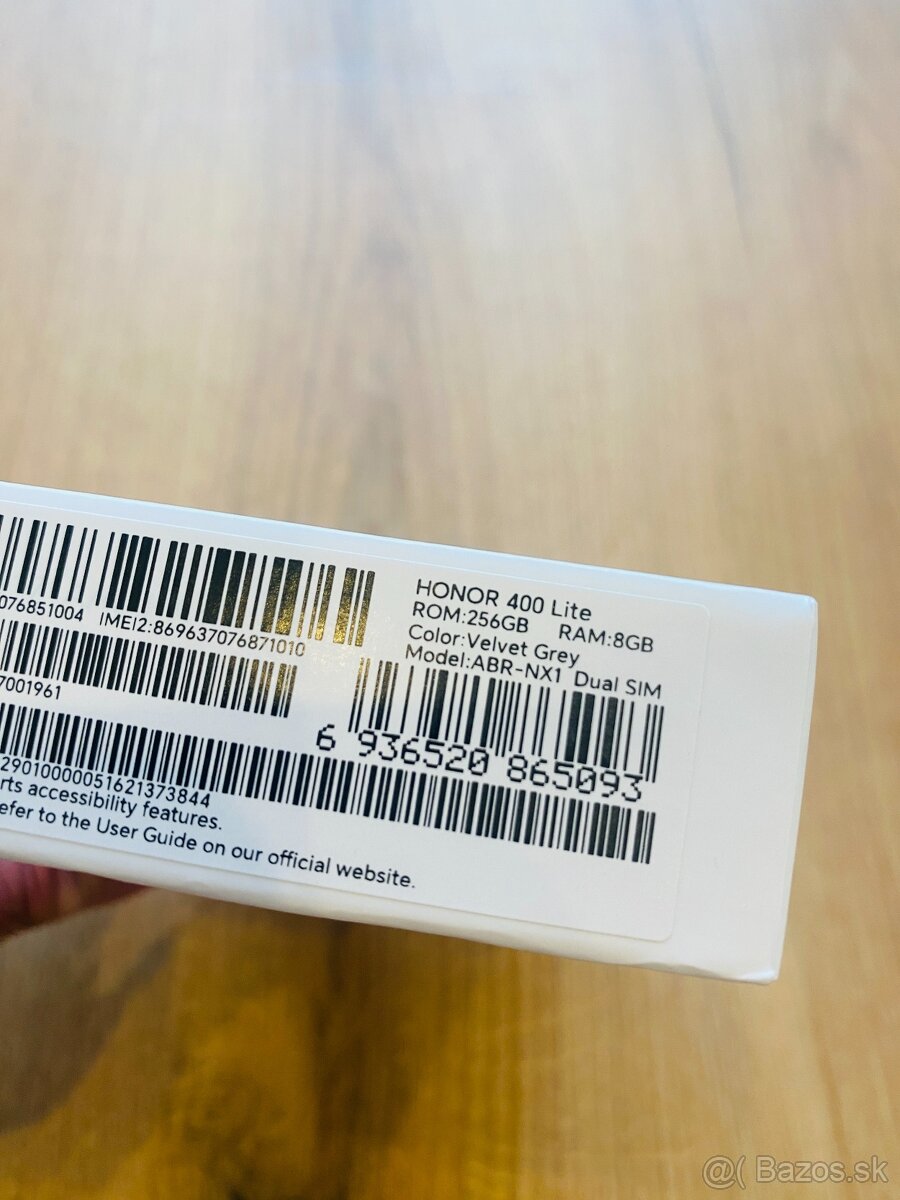 076851004 IMEI2:869637076871010
7001961
HONOR 400 Lite
ROM:256GB RAM:8GB
Color:Velvet Grey
Model:ABR-NX1 Dual SIM
6 936520 865093
2901000000051621373844
rts accessibility features.
efer to the User Guide on our official website.
@( Bazos.sk